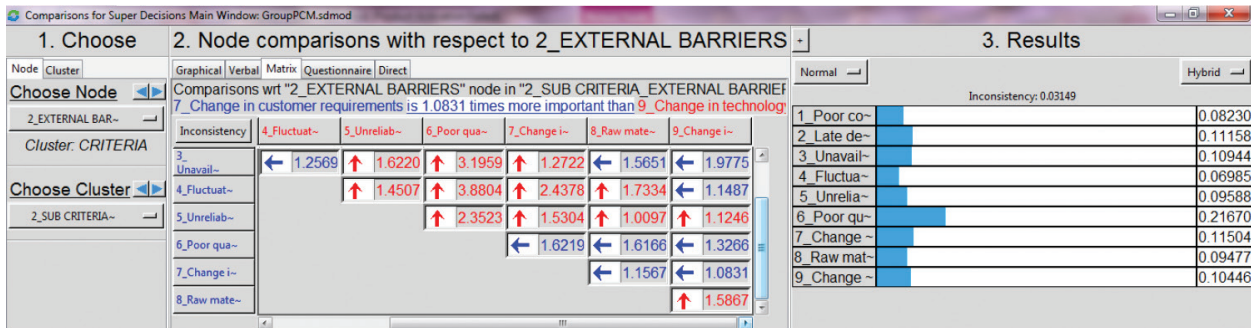 Comparisons for Super Decisions Main Window: GroupPCM.sdmod
1. Choose
Node Cluster
Choose Node
2_EXTERNAL BAR~
Cluster: CRITERIA
Choose Cluster
2_SUB CRITERIA~
2. Node comparisons with respect to 2_EXTERNAL BARRIERS
Graphical Verbal Matrix Questionnaire Direct
Comparisons wrt "2_EXTERNAL BARRIERS" node in "2_SUB CRITERIA_EXTERNAL BARRIEF
7_Change in customer requirements is 1.0831 times more important than 9_Change in technology
Inconsistency 4_Fluctuat~ 5_Unreliab~ 6_Poor qua~ 7_Change i~ 8_Raw mate~ 9_Change i~
3_
Unavail~ 1.2569 1.6220 3.1959 1.2722 1.5651 1.9775
4_Fluctuat~ 1.4507 3.8804 2.4378 1.7334 1.1487
5_Unreliab~ 2.3523 1.5304 1.0097 1.1246
6_Poor qua~ 1.6219 1.6166 1.3266
7_Change i~ 1.1567 1.0831
8_Raw mate~ 1.5867
+
3. Results
Normal Hybrid
Inconsistency: 0.03149
1_Poor co~ 0.08230
2_Late de~ 0.11158
3_Unavail~ 0.10944
4_Fluctua~ 0.06985
5_Unrelia~ 0.09588
6_Poor qu~ 0.21670
7_Change ~ 0.11504
8_Raw mat~ 0.09477
9_Change ~ 0.10446